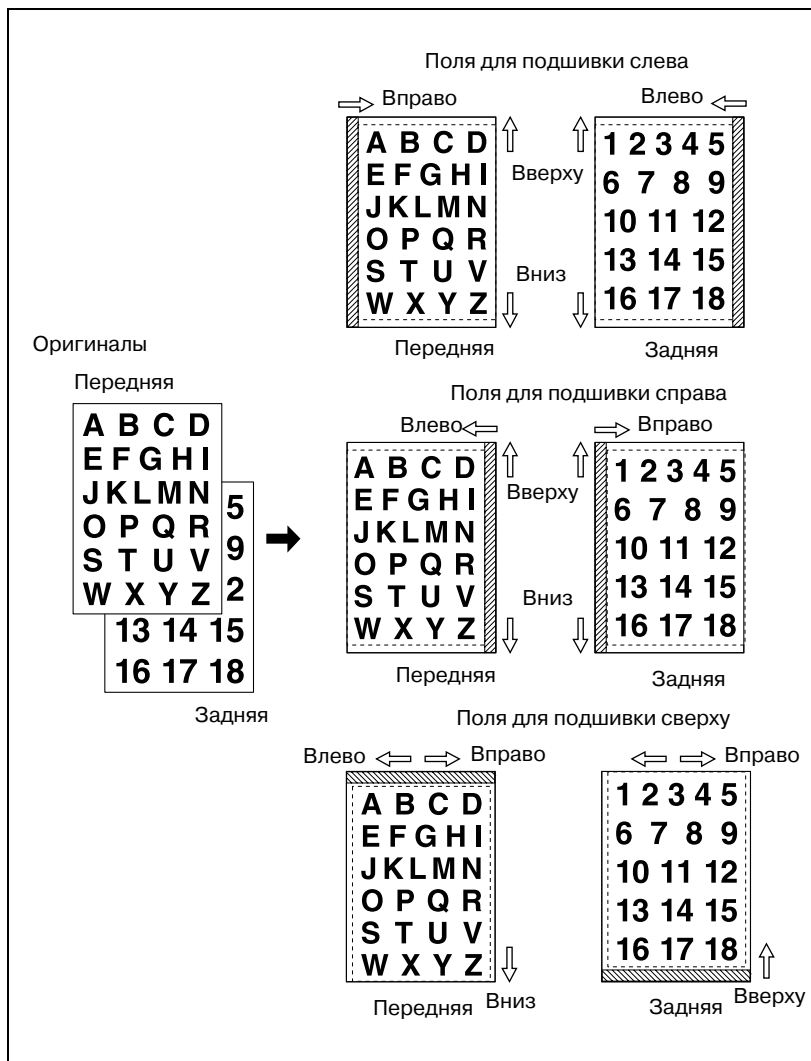 Поля для подшивки слева
Вправо
Влево
A B C D
E F G H I
J K L M N
O P Q R
S T U V
W X Y Z
Вверху
Вниз
1 2 3 4 5
6 7 8 9
10 11 12
13 14 15
16 17 18
Передняя
Задняя
Оригиналы
Передняя
A B C D
E F G H I
J K L M N
O P Q R
S T U V
W X Y Z
5
9
2
13 14 15
16 17 18
Задняя
Поля для подшивки справа
Влево
Вправо
A B C D
E F G H I
J K L M N
O P Q R
S T U V
W X Y Z
Вверху
Вниз
1 2 3 4 5
6 7 8 9
10 11 12
13 14 15
16 17 18
Передняя
Задняя
Поля для подшивки сверху
Влево
Вправо
Вправо
A B C D
E F G H I
J K L M N
O P Q R
S T U V
W X Y Z
1 2 3 4 5
6 7 8 9
10 11 12
13 14 15
16 17 18
Передняя
Вниз
Задняя
Вверху